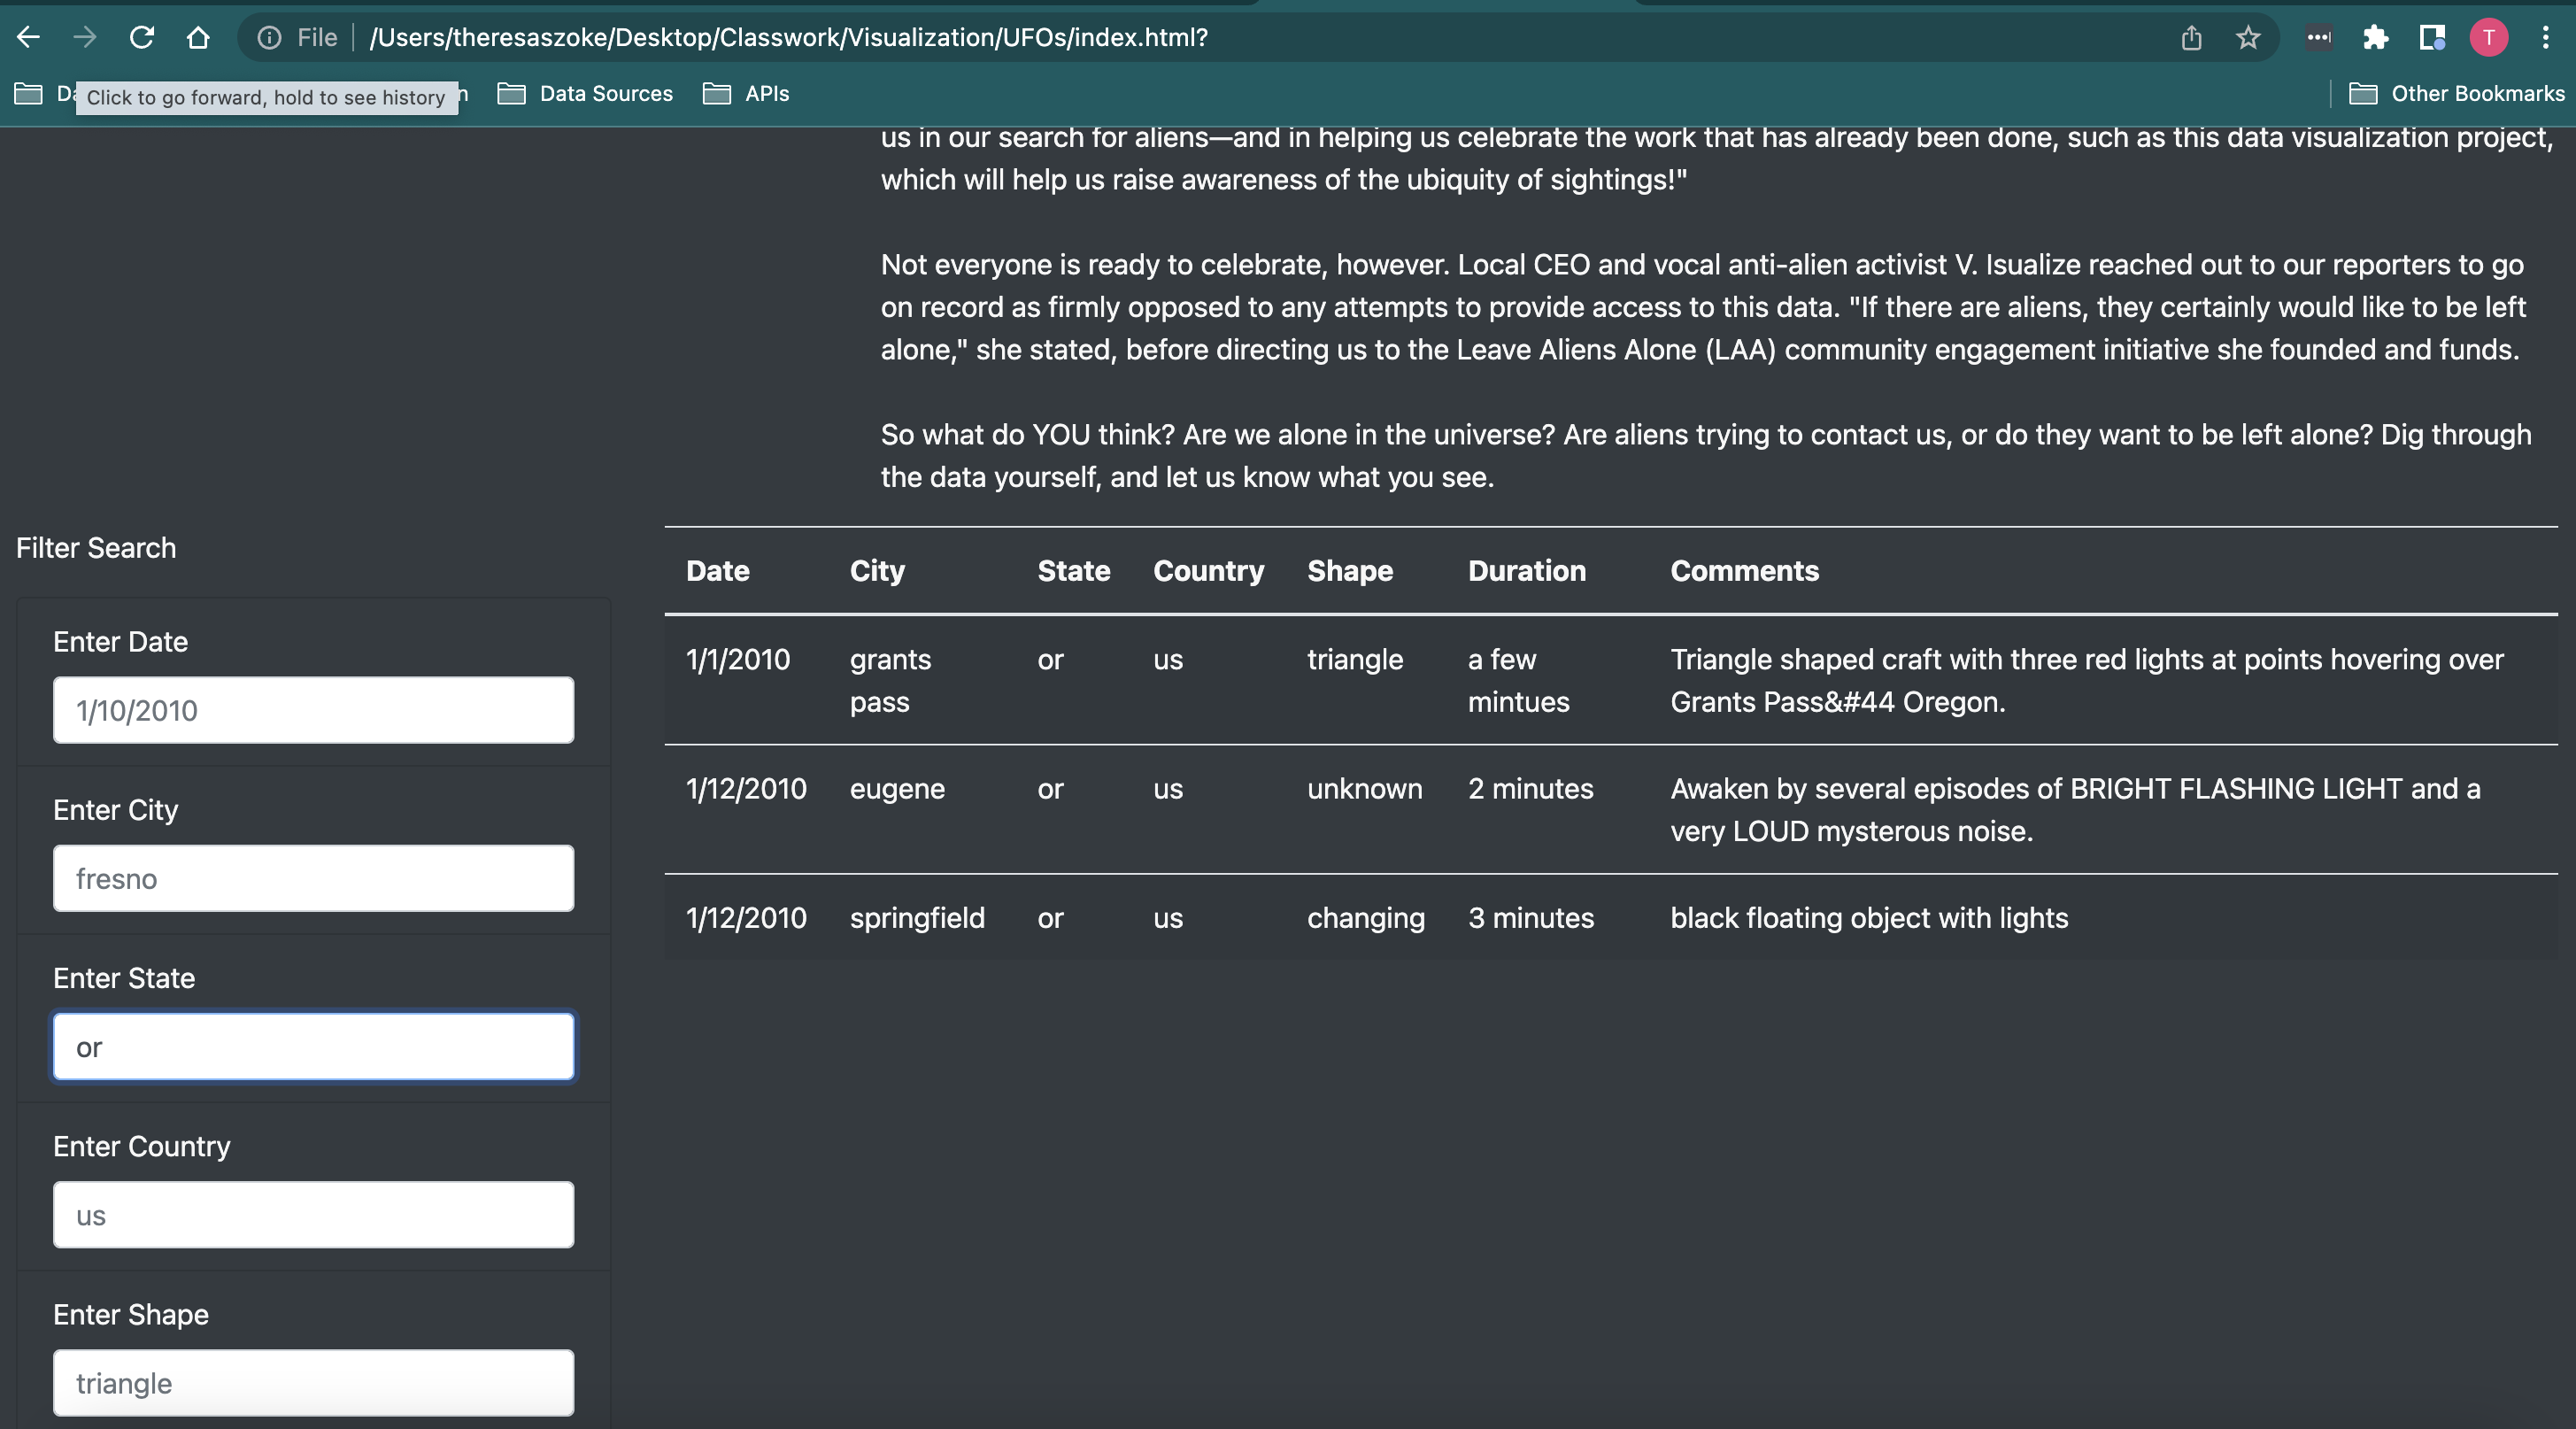 File /Users/theresaszoke/Desktop/Classwork/Visualization/UFOs/index.html?
T
Click to go forward, hold to see history
Data Sources
APIs
Other Bookmarks
us in our search for aliens—and in helping us celebrate the work that has already been done, such as this data visualization project,
which will help us raise awareness of the ubiquity of sightings!"
Not everyone is ready to celebrate, however. Local CEO and vocal anti-alien activist V. Isualize reached out to our reporters to go
on record as firmly opposed to any attempts to provide access to this data. "If there are aliens, they certainly would like to be left
alone," she stated, before directing us to the Leave Aliens Alone (LAA) community engagement initiative she founded and funds.
So what do YOU think? Are we alone in the universe? Are aliens trying to contact us, or do they want to be left alone? Dig through
the data yourself, and let us know what you see.
Filter Search
Enter Date
1/10/2010
Enter City
fresno
Enter State
or
Enter Country
us
Enter Shape
triangle
Date City State Country Shape Duration Comments
1/1/2010 grants or us triangle a few Triangle shaped craft with three red lights at points hovering over
pass mintues Grants Pass&#44 Oregon.
1/12/2010 eugene or us unknown 2 minutes Awaken by several episodes of BRIGHT FLASHING LIGHT and a
very LOUD mysterous noise.
1/12/2010 springfield or us changing 3 minutes black floating object with lights